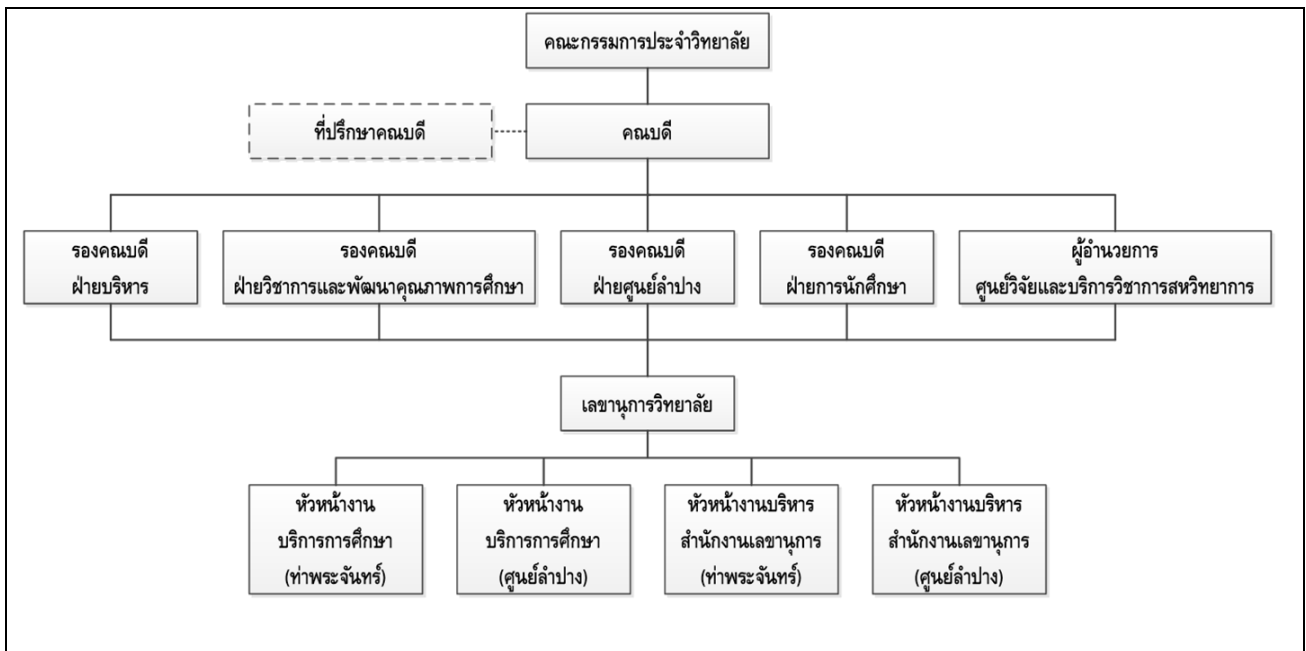 คณะกรรมการประจำวิทยาลัย
ที่ปรึกษาคณบดี
คณบดี
รองคณบดี
ฝ่ายบริหาร
รองคณบดี
ฝ่ายวิชาการและพัฒนาคุณภาพการศึกษา
รองคณบดี
ฝ่ายศูนย์ลำปาง
รองคณบดี
ฝ่ายการนักศึกษา
ผู้อำนวยการ
ศูนย์วิจัยและบริการวิชาการสหวิทยาการ
เลขานุการวิทยาลัย
หัวหน้างาน
บริการการศึกษา
(ท่าพระจันทร์)
หัวหน้างาน
บริการการศึกษา
(ศูนย์ลำปาง)
หัวหน้างานบริหาร
สำนักงานเลขานุการ
(ท่าพระจันทร์)
หัวหน้างานบริหาร
สำนักงานเลขานุการ
(ศูนย์ลำปาง)